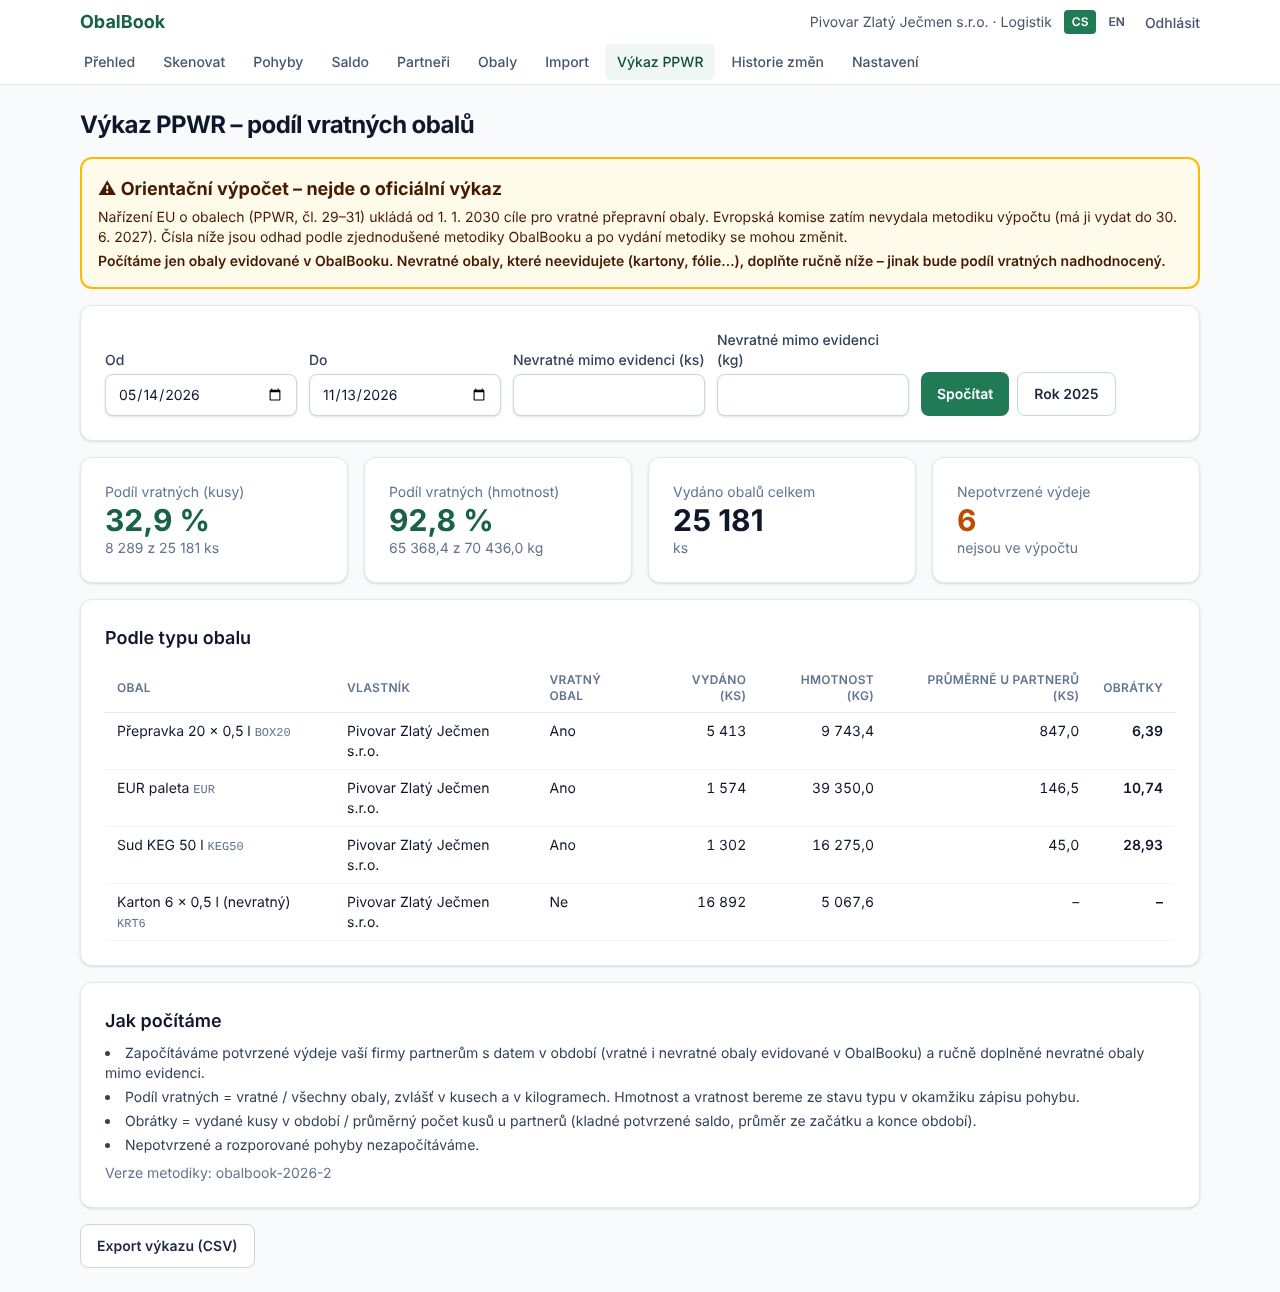 ObalBook
Pivovar Zlatý Ječmen s.r.o. · Logistik CS EN Odhlásit
Přehled Skenovat Pohyby Saldo Partneři Obaly Import Výkaz PPWR Historie změn Nastavení
Výkaz PPWR – podíl vratných obalů
⚠ Orientační výpočet – nejde o oficiální výkaz
Nařízení EU o obalech (PPWR, čl. 29–31) ukládá od 1. 1. 2030 cíle pro vratné přepravní obaly. Evropská komise zatím nevydala metodiku výpočtu (má ji vydat do 30.
6. 2027). Čísla níže jsou odhad podle zjednodušené metodiky ObalBooku a po vydání metodiky se mohou změnit.
Počítáme jen obaly evidované v ObalBooku. Nevratné obaly, které neevidujete (kartony, fólie…), doplňte ručně níže – jinak bude podíl vratných nadhodnocený.
Nevratné mimo evidenci
Od Do Nevratné mimo evidenci (ks) (kg)
05/14/2026 11/13/2026 Spočítat Rok 2025
Podíl vratných (kusy) Podíl vratných (hmotnost) Vydáno obalů celkem Nepotvrzené výdeje
32,9 % 92,8 % 25 181 6
8 289 z 25 181 ks 65 368,4 z 70 436,0 kg ks nejsou ve výpočtu
Podle typu obalu
VRATNÝ VYDÁNO HMOTNOST PRŮMĚRNĚ U PARTNERŮ
OBAL VLASTNÍK OBRÁTKY
OBAL (KS) (KG) (KS)
Přepravka 20 × 0,5 l BOX20 Pivovar Zlatý Ječmen Ano 5 413 9 743,4 847,0 6,39
s.r.o.
EUR paleta EUR Pivovar Zlatý Ječmen Ano 1 574 39 350,0 146,5 10,74
s.r.o.
Sud KEG 50 l KEG50 Pivovar Zlatý Ječmen Ano 1 302 16 275,0 45,0 28,93
s.r.o.
Karton 6 × 0,5 l (nevratný) Pivovar Zlatý Ječmen Ne 16 892 5 067,6 – –
KRT6 s.r.o.
Jak počítáme
• Započítáváme potvrzené výdeje vaší firmy partnerům s datem v období (vratné i nevratné obaly evidované v ObalBooku) a ručně doplněné nevratné obaly
mimo evidenci.
• Podíl vratných = vratné / všechny obaly, zvlášť v kusech a v kilogramech. Hmotnost a vratnost bereme ze stavu typu v okamžiku zápisu pohybu.
• Obrátky = vydané kusy v období / průměrný počet kusů u partnerů (kladné potvrzené saldo, průměr ze začátku a konce období).
• Nepotvrzené a rozporované pohyby nezapočítáváme.
Verze metodiky: obalbook-2026-2
Export výkazu (CSV)